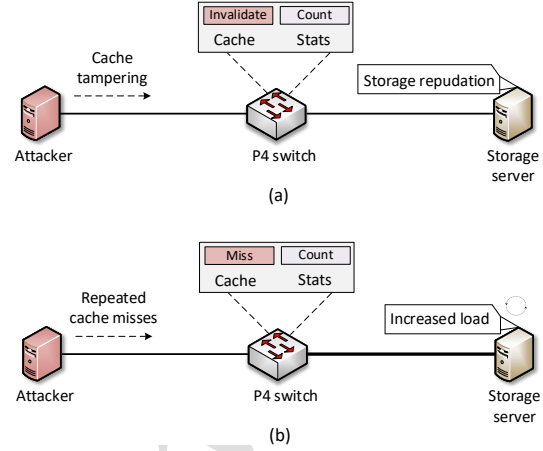 Invalidate Count
Cache Stats
Cache
tampering
Storage repudation
Attacker
P4 switch
Storage
server
(a)
Miss Count
Cache Stats
Repeated
cache misses
Increased load
Attacker
P4 switch
Storage
server
(b)